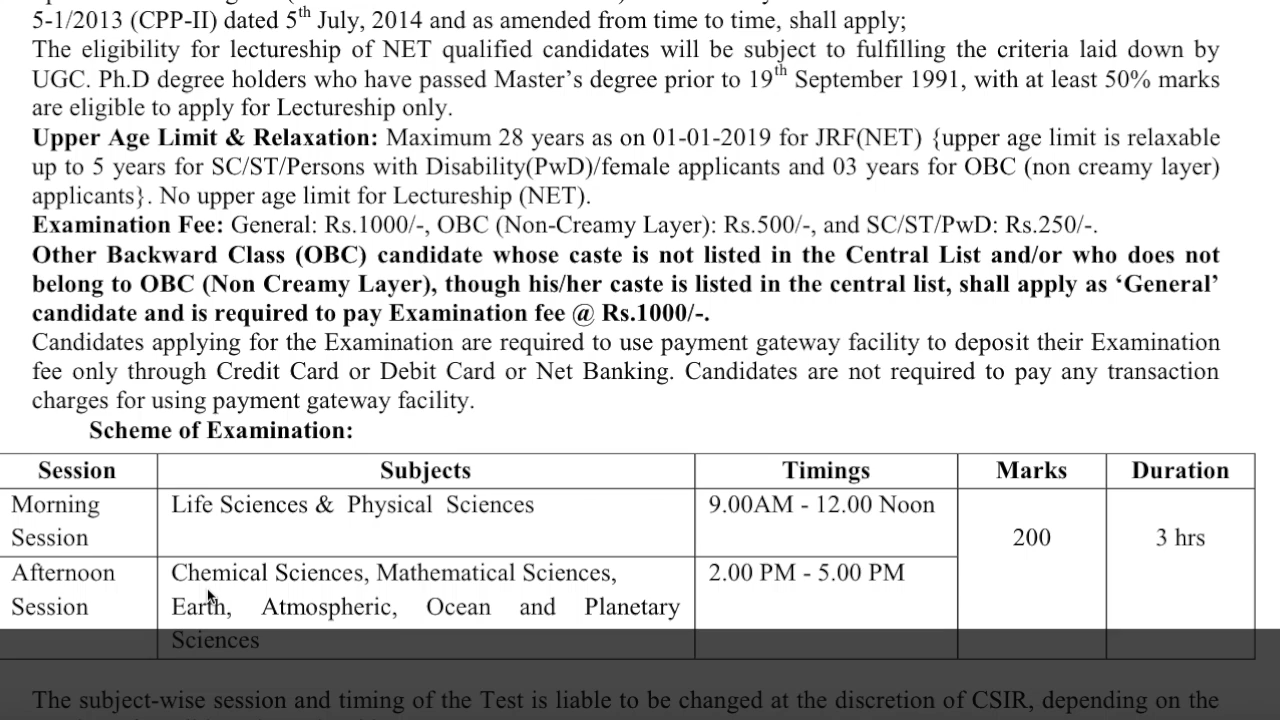 5-1/2013 (CPP-II) dated 5th July, 2014 and as amended from time to time, shall apply;
The eligibility for lectureship of NET qualified candidates will be subject to fulfilling the criteria laid down by
UGC. Ph.D degree holders who have passed Master's degree prior to 19th September 1991, with at least 50% marks
are eligible to apply for Lectureship only.
Upper Age Limit & Relaxation: Maximum 28 years as on 01-01-2019 for JRF(NET) {upper age limit is relaxable
up to 5 years for SC/ST/Persons with Disability(PwD)/female applicants and 03 years for OBC (non creamy layer)
applicants}. No upper age limit for Lectureship (NET).
Examination Fee: General: Rs.1000/-, OBC (Non-Creamy Layer): Rs.500/-, and SC/ST/PwD: Rs.250/-.
Other Backward Class (OBC) candidate whose caste is not listed in the Central List and/or who does not
belong to OBC (Non Creamy Layer), though his/her caste is listed in the central list, shall apply as ‘General’
candidate and is required to pay Examination fee @ Rs.1000/-.
Candidates applying for the Examination are required to use payment gateway facility to deposit their Examination
fee only through Credit Card or Debit Card or Net Banking. Candidates are not required to pay any transaction
charges for using payment gateway facility.
Scheme of Examination:
Session Subjects Timings Marks Duration
Morning Session Life Sciences & Physical Sciences 9.00AM - 12.00 Noon 200 3 hrs
Afternoon Chemical Sciences, Mathematical Sciences, 2.00 PM - 5.00 PM
Session Earth, Atmospheric, Ocean and Planetary
Sciences
The subject-wise session and timing of the Test is liable to be changed at the discretion of CSIR, depending on the